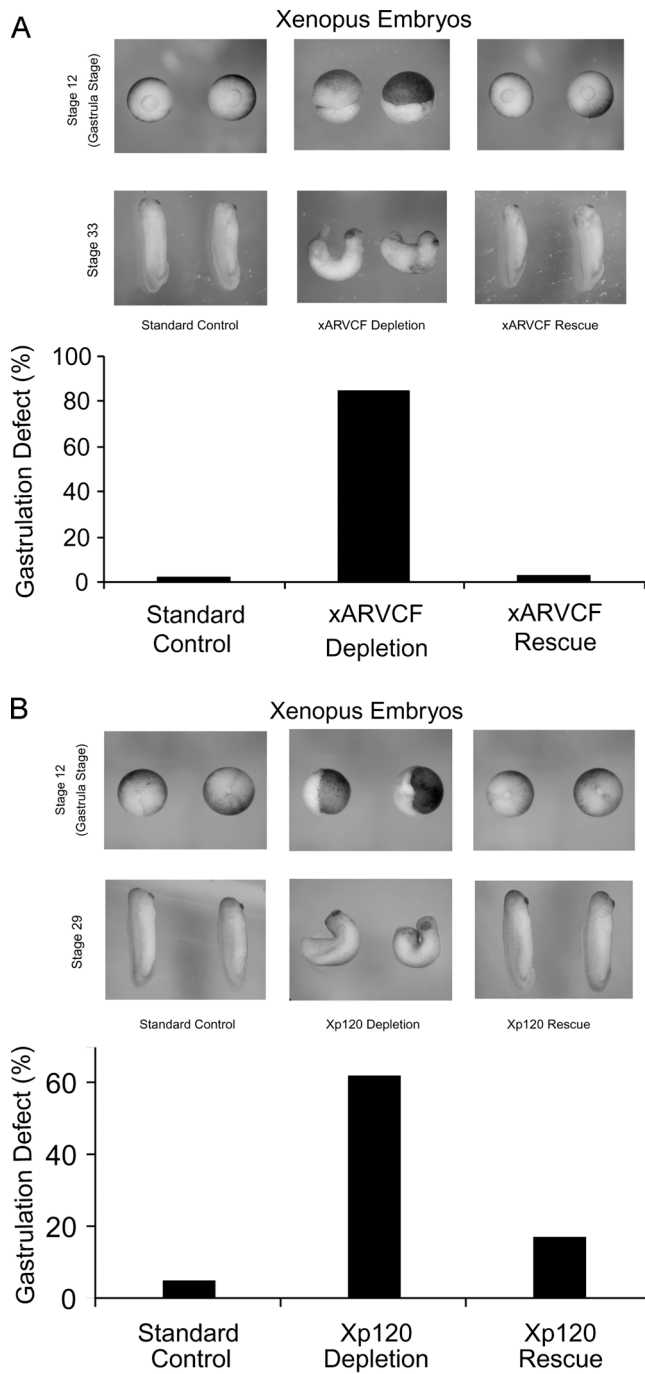 A
Xenopus Embryos
Stage 12
(Gastrula Stage)
Stage 33
Standard Control
xARVCF Depletion
xARVCF Rescue
Gastrulation Defect (%)
100
80
60
40
20
0
Standard
Control
xARVCF
Depletion
xARVCF
Rescue
B
Xenopus Embryos
Stage 12
(Gastrula Stage)
Stage 29
Standard Control
Xp120 Depletion
Xp120 Rescue
Gastrulation Defect (%)
60
40
20
0
Standard
Control
Xp120
Depletion
Xp120
Rescue